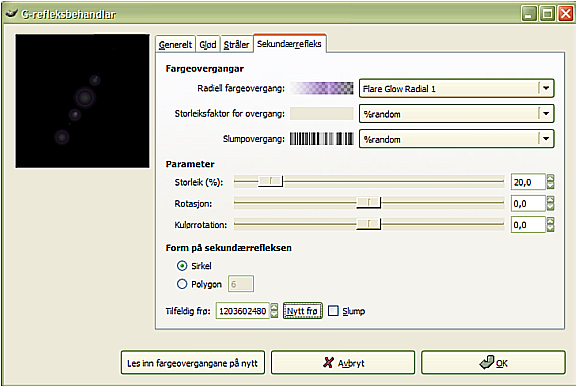 G-refleksbehandlar
Generelt Glød Stråler Sekundærrefleks
Fargeovergangar
Radiell fargeovergang: Flare Glow Radial 1
Storleiksfaktor for overgang: %random
Slumpovergang: %random
Parameter
Storleik (%): 20,0
Rotasjon: 0,0
Kulørrotation: 0,0
Form på sekundærrefleksen
Sirkel
Polygon 6
Tilfeldig frø: 1203602480 Nytt frø Slump
Les inn fargeovergangane på nytt Avbryt OK